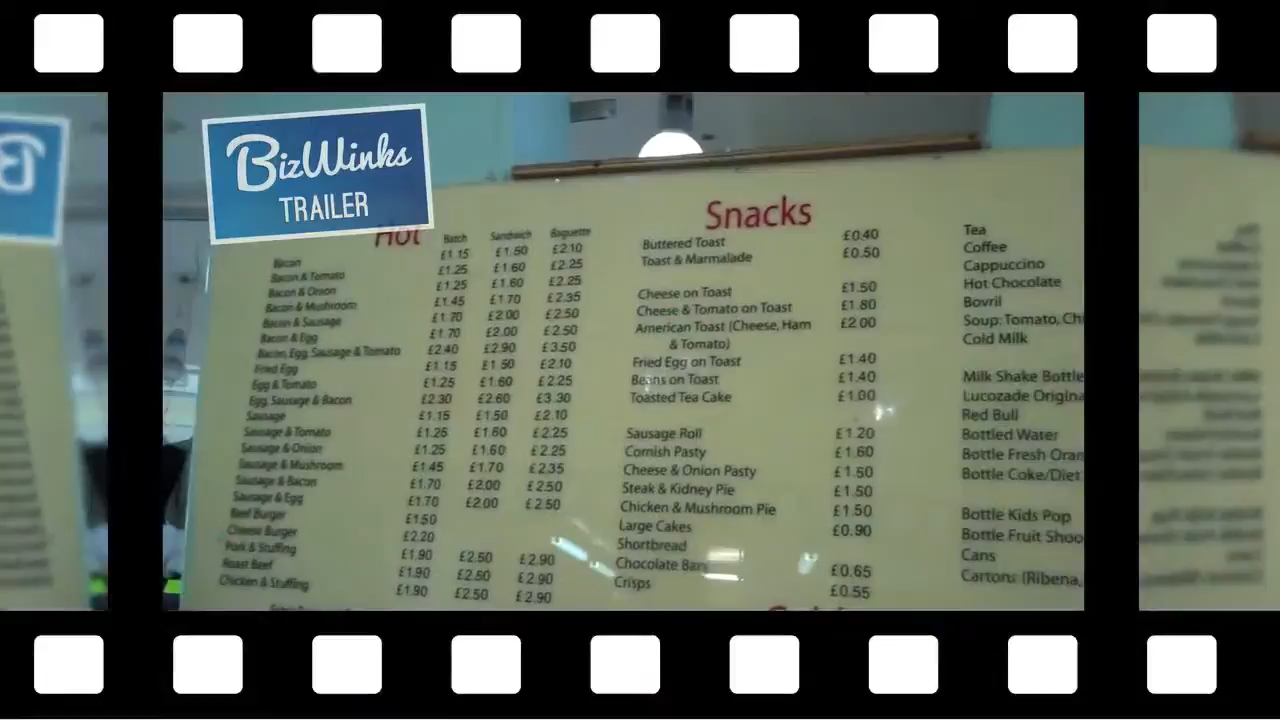 BizWinks
TRAILER
Hot
Batch Sandwich Baguette
Bacon £1.15 £1.50 £2.10
Bacon & Tomato £1.25 £1.60 £2.25
Bacon & Onion £1.25 £1.60 £2.25
Bacon & Mushroom £1.45 £1.70 £2.35
Bacon & Sausage £1.70 £2.00 £2.50
Bacon & Egg £1.70 £2.00 £2.50
Bacon, Egg, Sausage & Tomato £2.40 £2.90 £3.50
Fried Egg £1.15 £1.50 £2.10
Egg & Tomato £1.25 £1.60 £2.25
Egg, Sausage & Bacon £2.30 £2.60 £3.30
Sausage £1.15 £1.50 £2.10
Sausage & Tomato £1.25 £1.60 £2.25
Sausage & Onion £1.25 £1.60 £2.25
Sausage & Mushroom £1.45 £1.70 £2.35
Sausage & Bacon £1.70 £2.00 £2.50
Sausage & Egg £1.70 £2.00 £2.50
Beef Burger £1.50
Cheese Burger £2.20
Pork & Stuffing £1.90 £2.50 £2.90
Roast Beef £1.90 £2.50 £2.90
Chicken & Stuffing £1.90 £2.50 £2.90
Snacks
Buttered Toast £0.40
Toast & Marmalade £0.50
Cheese on Toast £1.50
Cheese & Tomato on Toast £1.80
American Toast (Cheese, Ham £2.00
& Tomato)
Fried Egg on Toast £1.40
Beans on Toast £1.40
Toasted Tea Cake £1.00
Sausage Roll £1.20
Cornish Pasty £1.60
Cheese & Onion Pasty £1.50
Steak & Kidney Pie £1.50
Chicken & Mushroom Pie £1.50
Large Cakes £0.90
Shortbread
Chocolate Bars £0.65
Crisps £0.55
Tea
Coffee
Cappuccino
Hot Chocolate
Bovril
Soup: Tomato, Ch
Cold Milk
Milk Shake Bottle
Lucozade Origina
Red Bull
Bottled Water
Bottle Fresh Oran
Bottle Coke/Diet
Bottle Kids Pop
Bottle Fruit Shoo
Cans
Cartons (Ribena,